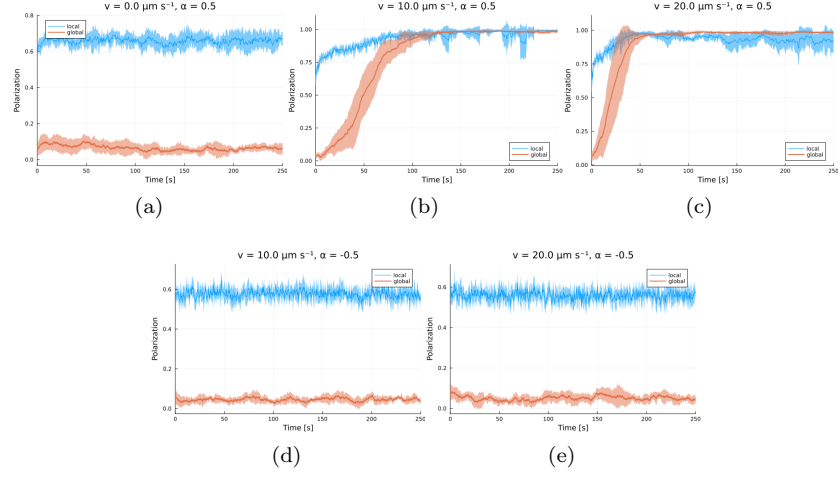 v = 0.0 μm s⁻¹, α = 0.5
0.8
0.6
0.4
0.2
0.0
Polarization
local
global
0
50
100
150
200
250
Time [s]
(a)
v = 10.0 μm s⁻¹, α = 0.5
1.00
0.75
0.50
0.25
0.00
Polarization
local
global
0
50
100
150
200
250
Time [s]
(b)
v = 20.0 μm s⁻¹, α = 0.5
1.00
0.75
0.50
0.25
0.00
Polarization
local
global
0
50
100
150
200
250
Time [s]
(c)
v = 10.0 μm s⁻¹, α = -0.5
0.6
0.4
0.2
0.0
Polarization
local
global
0
50
100
150
200
250
Time [s]
(d)
v = 20.0 μm s⁻¹, α = -0.5
0.6
0.4
0.2
0.0
Polarization
local
global
0
50
100
150
200
250
Time [s]
(e)